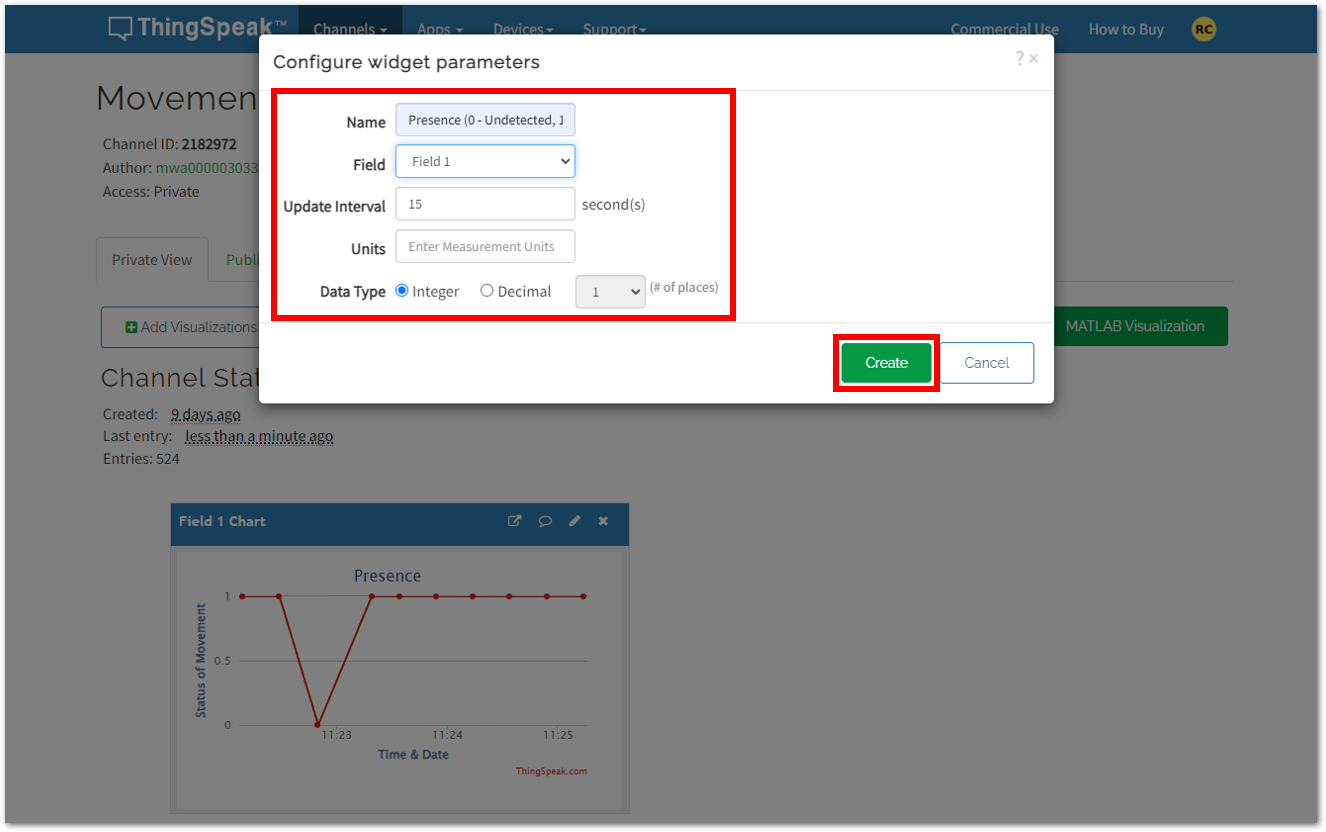 ThingSpeak™ Channels Apps Devices Support Commercial Use How to Buy RC
Configure widget parameters ? ×
Movemen
Channel ID: 2182972
Author: mwa000003033
Access: Private
Name Presence (0 - Undetected, 1
Field Field 1
Update Interval 15 second(s)
Units Enter Measurement Units
Data Type Integer Decimal 1 (# of places)
Private View Publi
Add Visualizations MATLAB Visualization
Create Cancel
Channel Stat
Created: 9 days ago
Last entry: less than a minute ago
Entries: 524
Field 1 Chart
Presence
Status of Movement
1
0.5
0
11:23 11:24 11:25
Time & Date
ThingSpeak.com